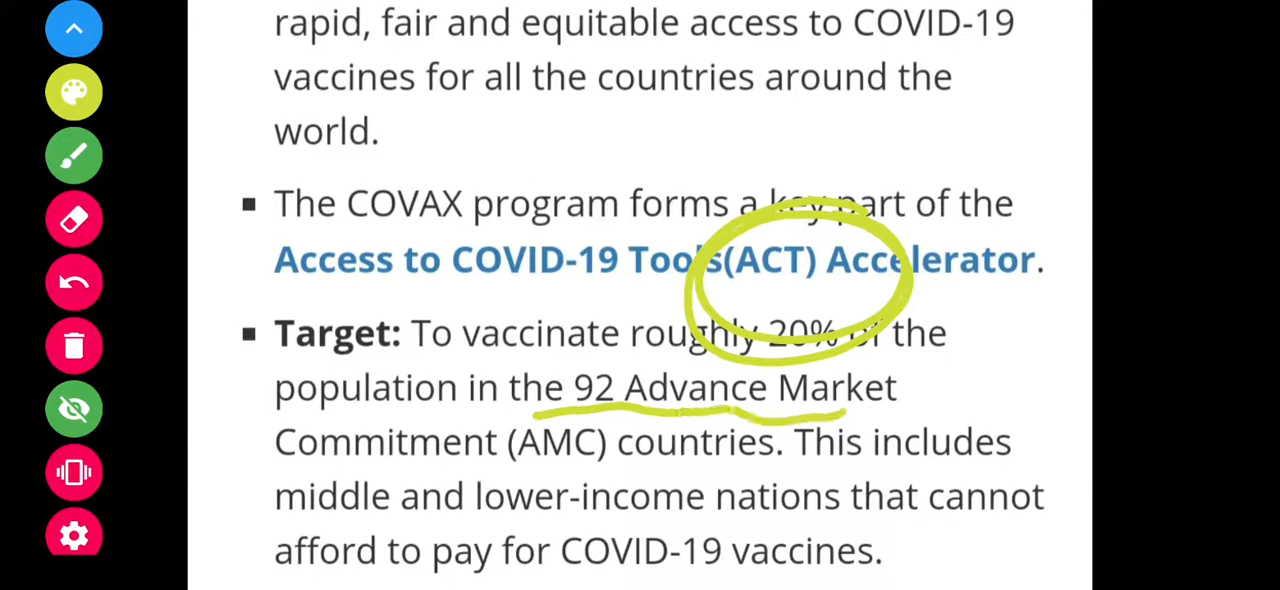 rapid, fair and equitable access to COVID-19
vaccines for all the countries around the
world.
▪ The COVAX program forms a key part of the
Access to COVID-19 Tools(ACT) Accelerator.
▪ Target: To vaccinate roughly 20% of the
population in the 92 Advance Market
Commitment (AMC) countries. This includes
middle and lower-income nations that cannot
afford to pay for COVID-19 vaccines.